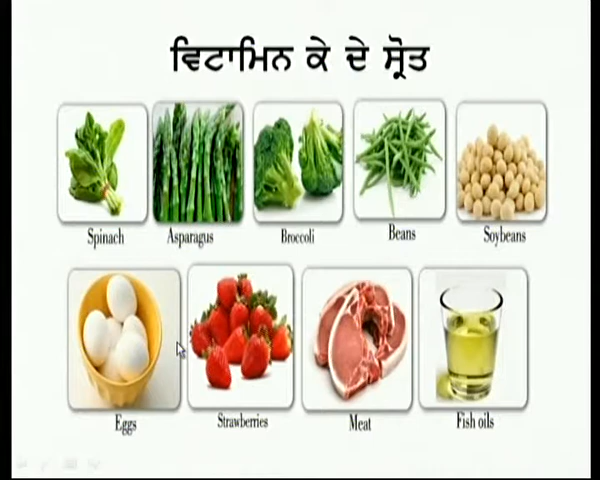 ਵਿਟਾਮਿਨ ਕੇ ਦੇ ਸ੍ਰੋਤ
Spinach Asparagus Broccoli Beans Soybeans
Eggs Strawberries Meat Fish oils